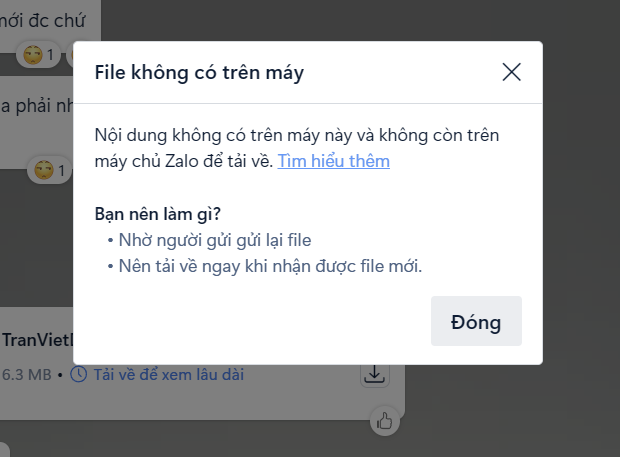 mới đc chứ
1
File không có trên máy
a phải nh
Nội dung không có trên máy này và không còn trên
máy chủ Zalo để tải về. Tìm hiểu thêm
1
Bạn nên làm gì?
• Nhờ người gửi gửi lại file
• Nên tải về ngay khi nhận được file mới.
Đóng
TranViet
6.3 MB • Tải về để xem lâu dài